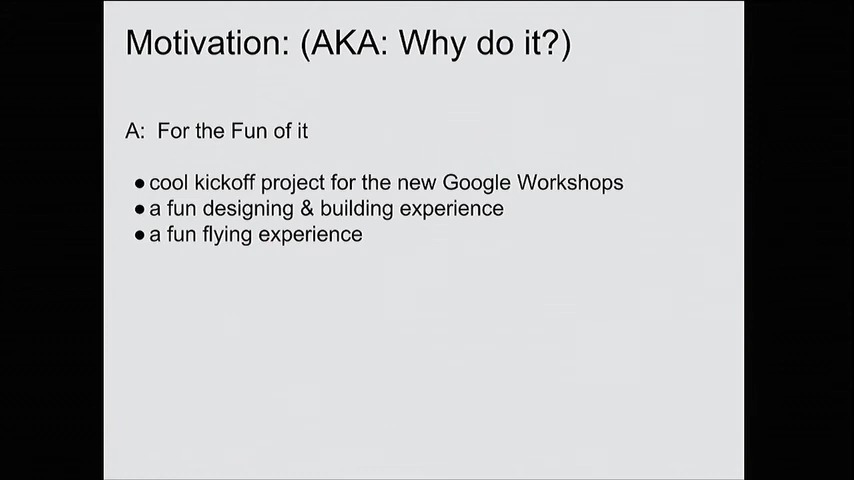 Motivation: (AKA: Why do it?)
A: For the Fun of it
● cool kickoff project for the new Google Workshops
● a fun designing & building experience
● a fun flying experience